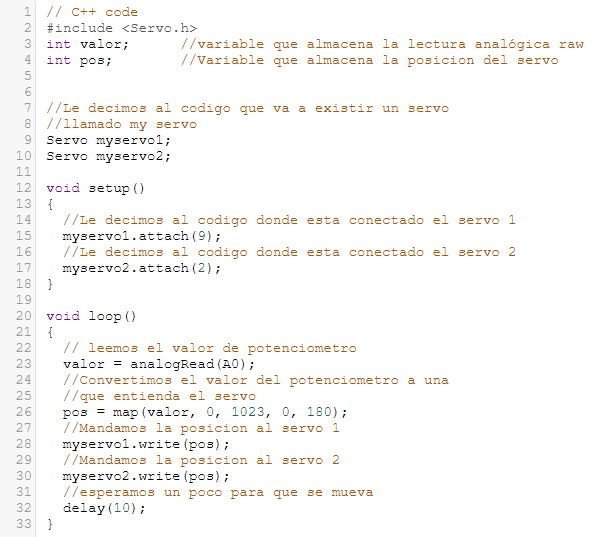 1 // C++ code
2 #include <Servo.h>
3 int valor;      //variable que almacena la lectura analógica raw
4 int pos;        //Variable que almacena la posicion del servo
5
6
7 //Le decimos al codigo que va a existir un servo
8 //llamado my servo
9 Servo myservo1;
10 Servo myservo2;
11
12 void setup()
13 {
14   //Le decimos al codigo donde esta conectado el servo 1
15   myservo1.attach(9);
16   //Le decimos al codigo donde esta conectado el servo 2
17   myservo2.attach(2);
18 }
19
20 void loop()
21 {
22   // leemos el valor de potenciometro
23   valor = analogRead(A0);
24   //Convertimos el valor del potenciometro a una
25   //que entienda el servo
26   pos = map(valor, 0, 1023, 0, 180);
27   //Mandamos la posicion al servo 1
28   myservo1.write(pos);
29   //Mandamos la posicion al servo 2
30   myservo2.write(pos);
31   //esperamos un poco para que se mueva
32   delay(10);
33 }